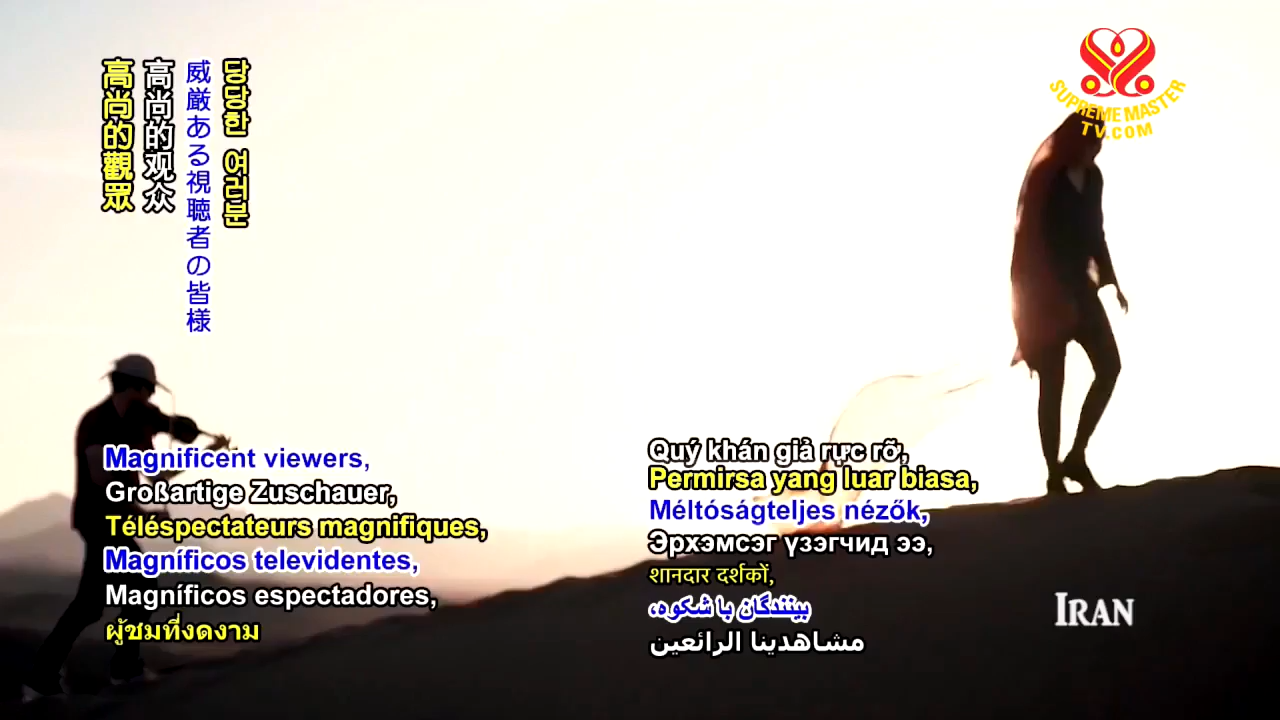 高尚的觀眾
高尚的观众
威厳ある視聴者の皆様
당당한 애청자분
SUPREME MASTER
TV.COM
Magnificent viewers,
Großartige Zuschauer,
Téléspectateurs magnifiques,
Magníficos televidentes,
Magníficos espectadores,
ผู้ชมที่งดงาม
Quý khán giả rực rỡ,
Permirsa yang luar biasa,
Méltóságteljes nézők,
Эрхэмсэг үзэгчид ээ,
शानदार दर्शकों,
بینندگان با شکوه،
مشاهدينا الرائعين
IRAN